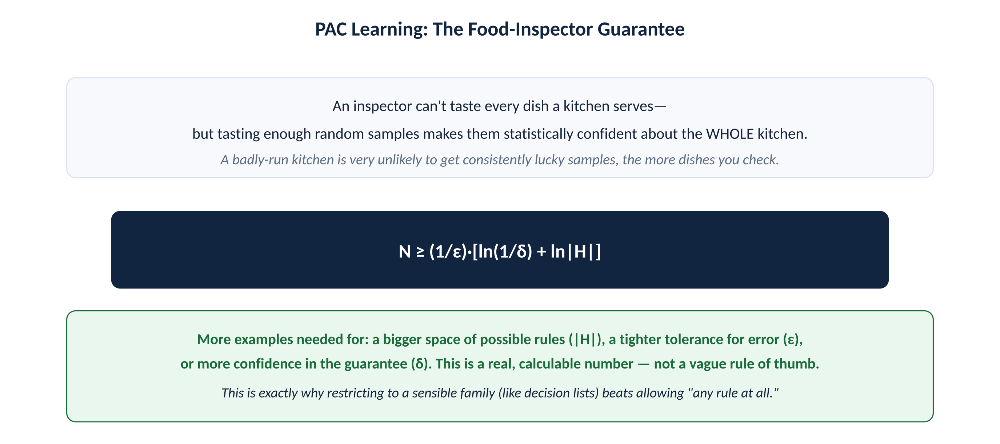 PAC Learning: The Food-Inspector Guarantee
An inspector can't taste every dish a kitchen serves—
but tasting enough random samples makes them statistically confident about the WHOLE kitchen.
A badly-run kitchen is very unlikely to get consistently lucky samples, the more dishes you check.
N ≥ (1/ε)·[ln(1/δ) + ln|H|]
More examples needed for: a bigger space of possible rules (|H|), a tighter tolerance for error (ε),
or more confidence in the guarantee (δ). This is a real, calculable number — not a vague rule of thumb.
This is exactly why restricting to a sensible family (like decision lists) beats allowing "any rule at all."